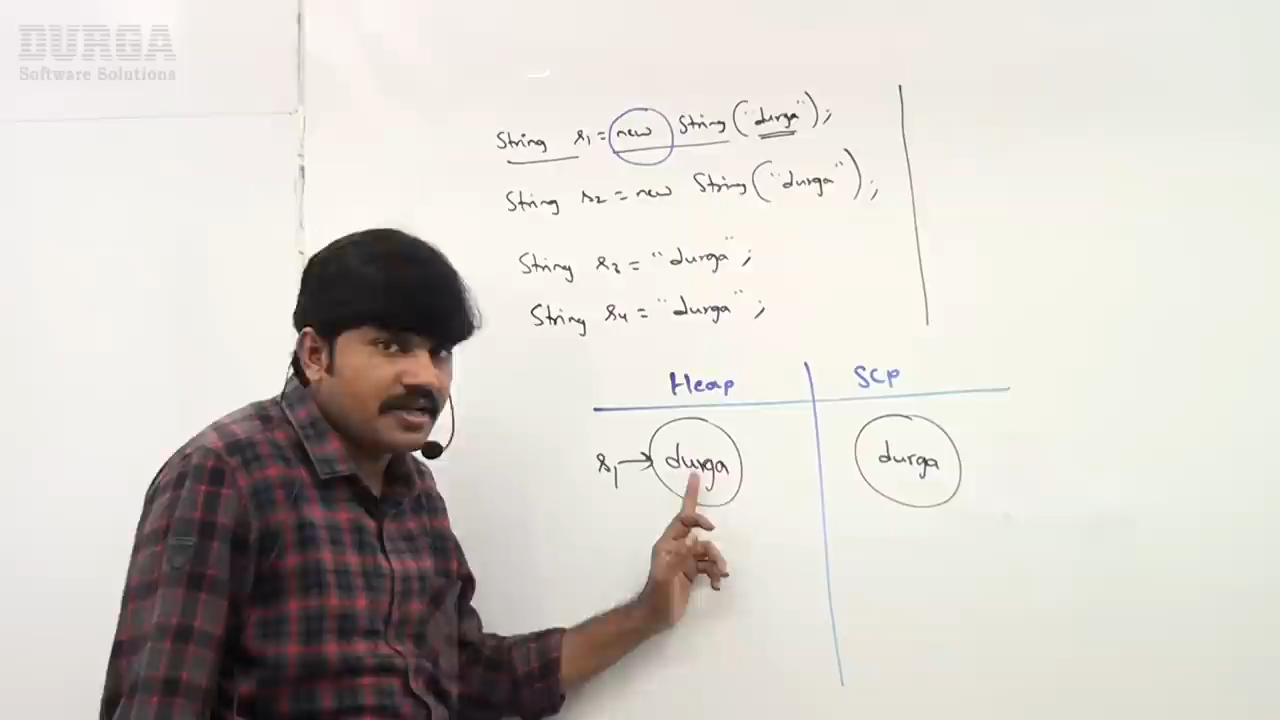 DURGA
Software Solutions
String s1 = new String("durga");
String s2 = new String("durga");
String s3 = "durga";
String s4 = "durga";
Heap SCP
s1 → durga durga